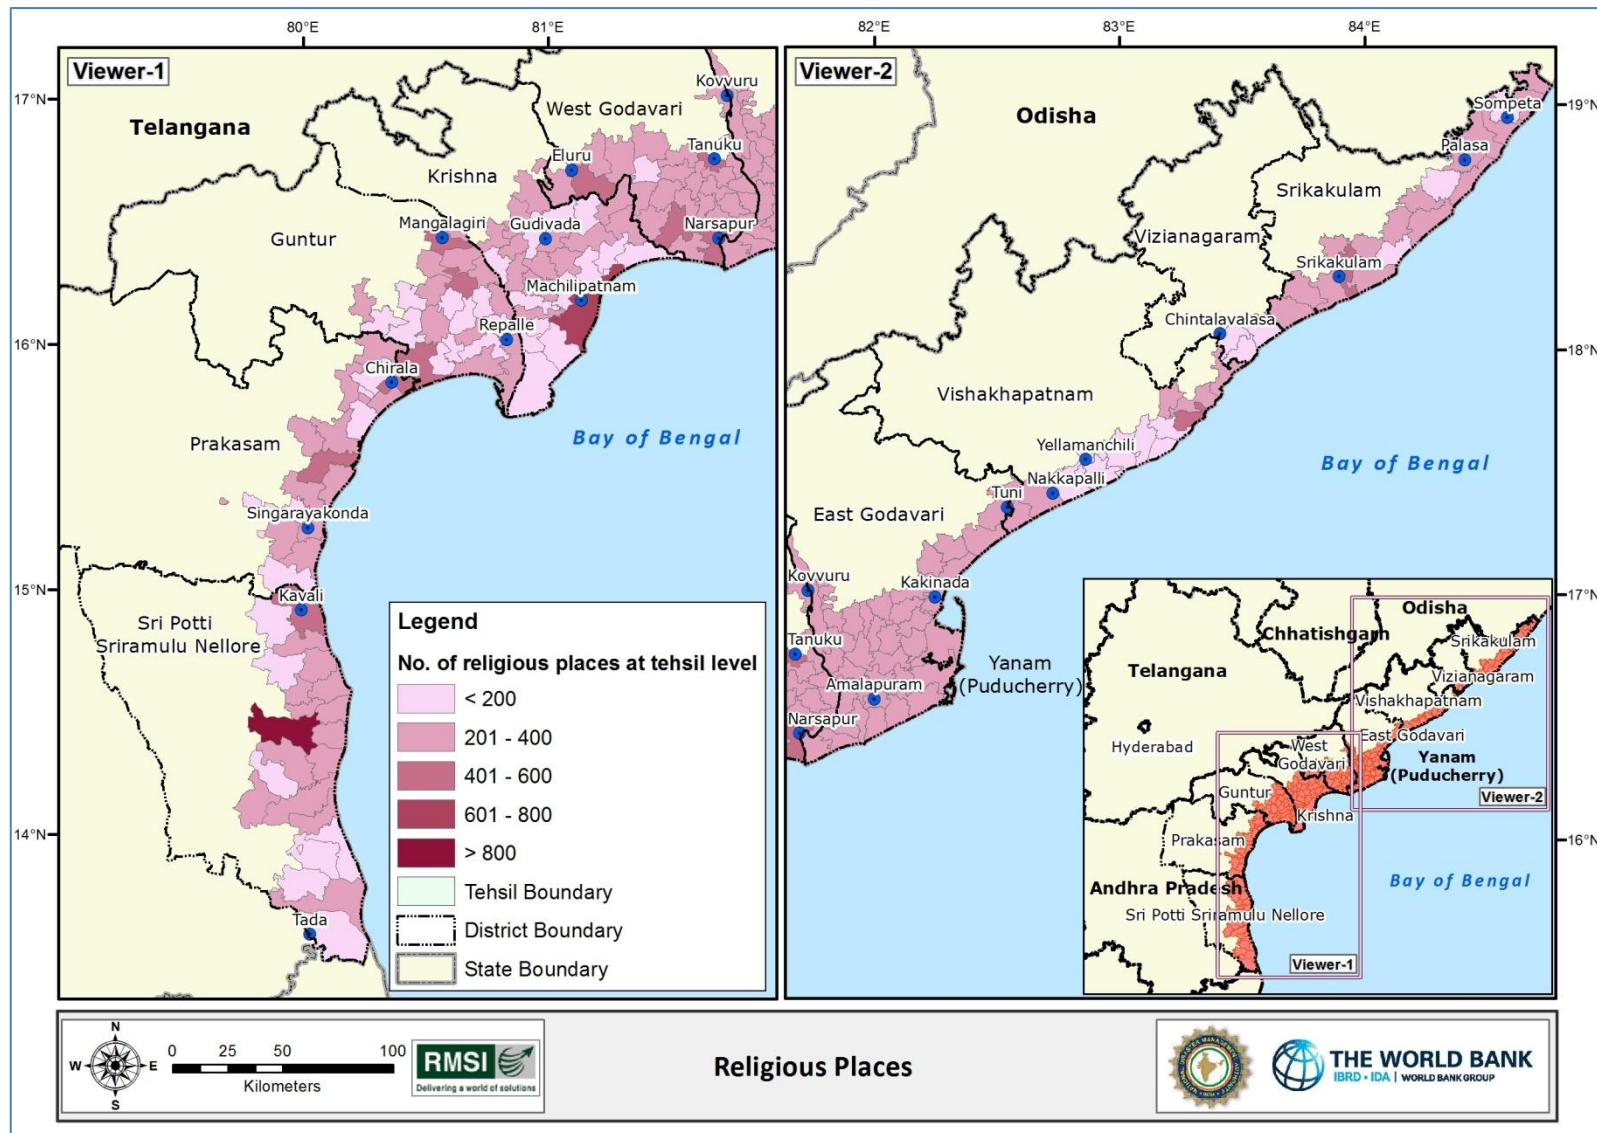 80°E
81°E
82°E
83°E
84°E
Viewer-1
17°N
16°N
15°N
14°N
Telangana
West Godavari
Kovvuru
Tanuku
Eluru
Krishna
Mangalagiri
Gudivada
Narsapur
Guntur
Machilipatnam
Repalle
Chirala
Prakasam
Bay of Bengal
Singarayakonda
Kavali
Sri Potti
Sriramulu Nellore
Tada
Legend
No. of religious places at tehsil level
< 200
201 - 400
401 - 600
601 - 800
> 800
Tehsil Boundary
District Boundary
State Boundary
Viewer-2
19°N
18°N
17°N
16°N
Odisha
Sompeta
Palasa
Srikakulam
Vizianagaram
Srikakulam
Chintalavalasa
Vishakhapatnam
Yellamanchili
Nakkapalli
Tuni
Bay of Bengal
East Godavari
Kovvuru
Kakinada
Tanuku
Yanam
(Puducherry)
Amalapuram
Narsapur
Odisha
Chhatishgarh
Srikakulam
Telangana
Vizianagaram
Vishakhapatnam
East Godavari
Hyderabad
West
Godavari
Yanam
(Puducherry)
Guntur
Viewer-2
Krishna
Prakasam
Andhra Pradesh
Bay of Bengal
Sri Potti Sriramulu Nellore
Viewer-1
N
W
E
S
0 25 50 100
Kilometers
RMSI
Delivering a world of solutions
Religious Places
THE WORLD BANK
IBRD • IDA | WORLD BANK GROUP